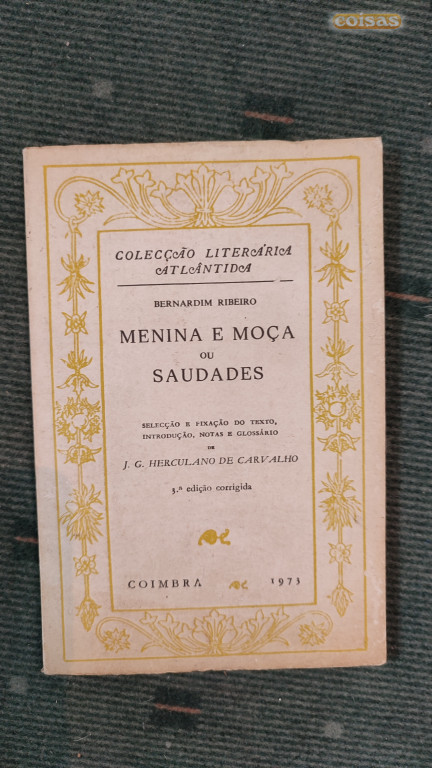 coisas
COLECÇÃO LITERÁRIA
ATLÂNTIDA
BERNARDIM RIBEIRO
MENINA E MOÇA
OU
SAUDADES
SELECÇÃO E FIXAÇÃO DO TEXTO,
INTRODUÇÃO, NOTAS E GLOSSÁRIO
DE
J. G. HERCULANO DE CARVALHO
3.ª edição corrigida
COIMBRA 1973